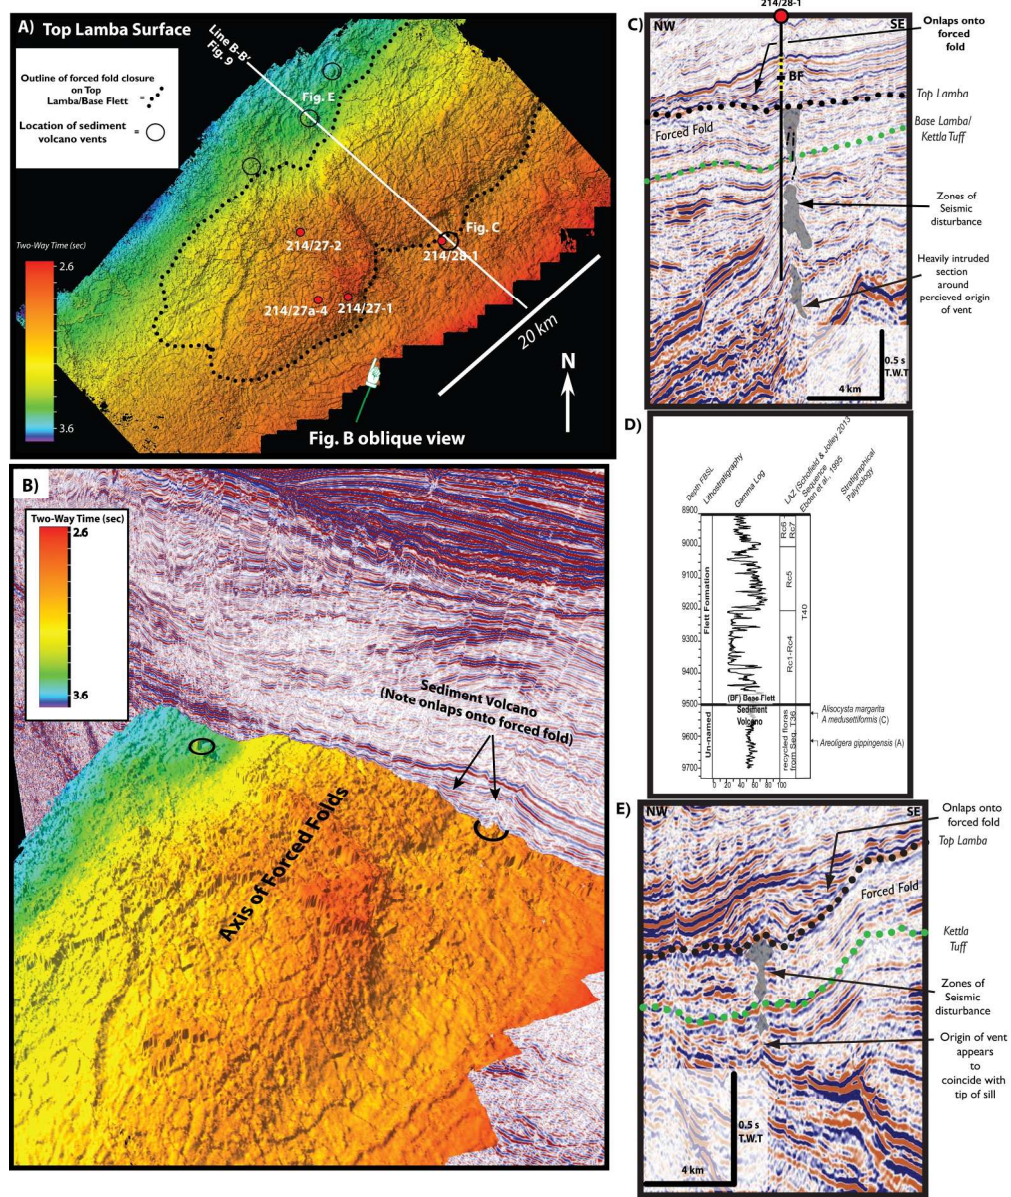 A) Top Lamba Surface
Outline of forced fold closure
on Top
Lamba/Base Flett
=
Location of sediment
volcano vents
=
Line B-B'
Fig. 9
Fig. E
Fig. C
214/27-2
214/28-1
214/27a-4
214/27-1
Two-Way Time (sec)
2.6
3.6
20 km
N
Fig. B oblique view
B)
Two-Way Time (sec)
2.6
3.6
Sediment Volcano
(Note onlaps onto forced fold)
Axis of Forced Folds
214/28-1
C)
NW
SE
Onlaps onto
forced
fold
BF
Top Lamba
Base Lamba/
Kettla Tuff
Forced Fold
Zones of
Seismic
disturbance
Heavily intruded
section
around
percieved origin
of vent
0.5 s
T.W.T
4 km
D)
Depth FBSL
Lithostratigraphy
Gamma Log
LAZ (Schofield & Jolley 2013
Sequence
Ebdon et al., 1995
Stratigraphical
Palynology
8900
9000
9100
9200
9300
9400
9500
9600
9700
Flett Formation
Un-named
Rc6
Rc7
Rc5
Rc1-Rc4
T40
(BF) Base Flett
Sediment
Volcano
recycled floras
from Seq. T36
Alisocysta margarita
A medusettiformis (C)
Areoligera gippingensis (A)
0 20 40 60 80 100
E)
NW
SE
Onlaps onto
forced fold
Top Lamba
Forced Fold
Kettla
Tuff
Zones of
Seismic
disturbance
Origin of vent
appears
to
coincide with
tip of sill
0.5 s
T.W.T
4 km